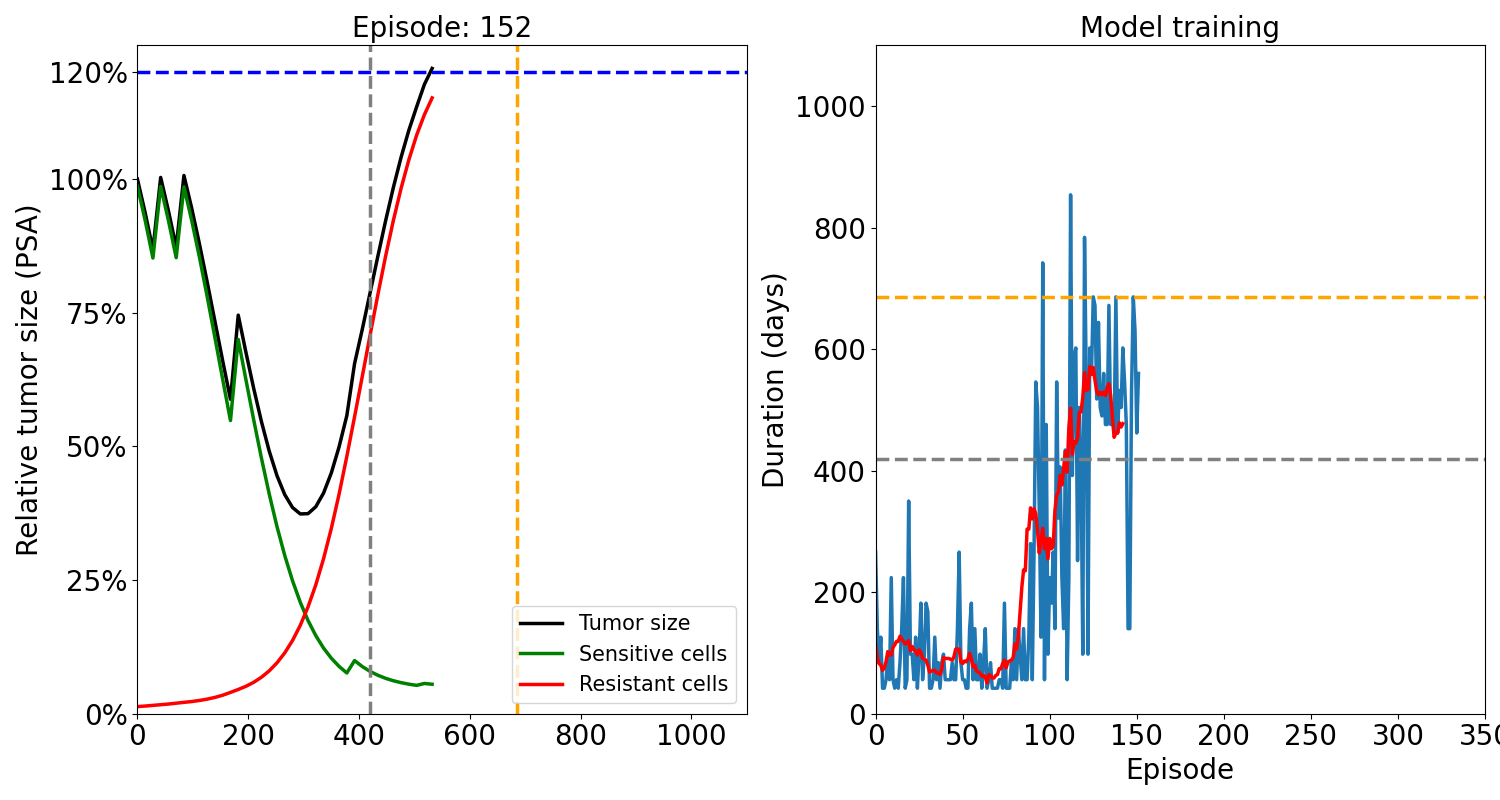 Episode: 152
Relative tumor size (PSA)
120%
100%
75%
50%
25%
0%
0 200 400 600 800 1000
Tumor size
Sensitive cells
Resistant cells
Model training
Duration (days)
1000
800
600
400
200
0
0 50 100 150 200 250 300 350
Episode